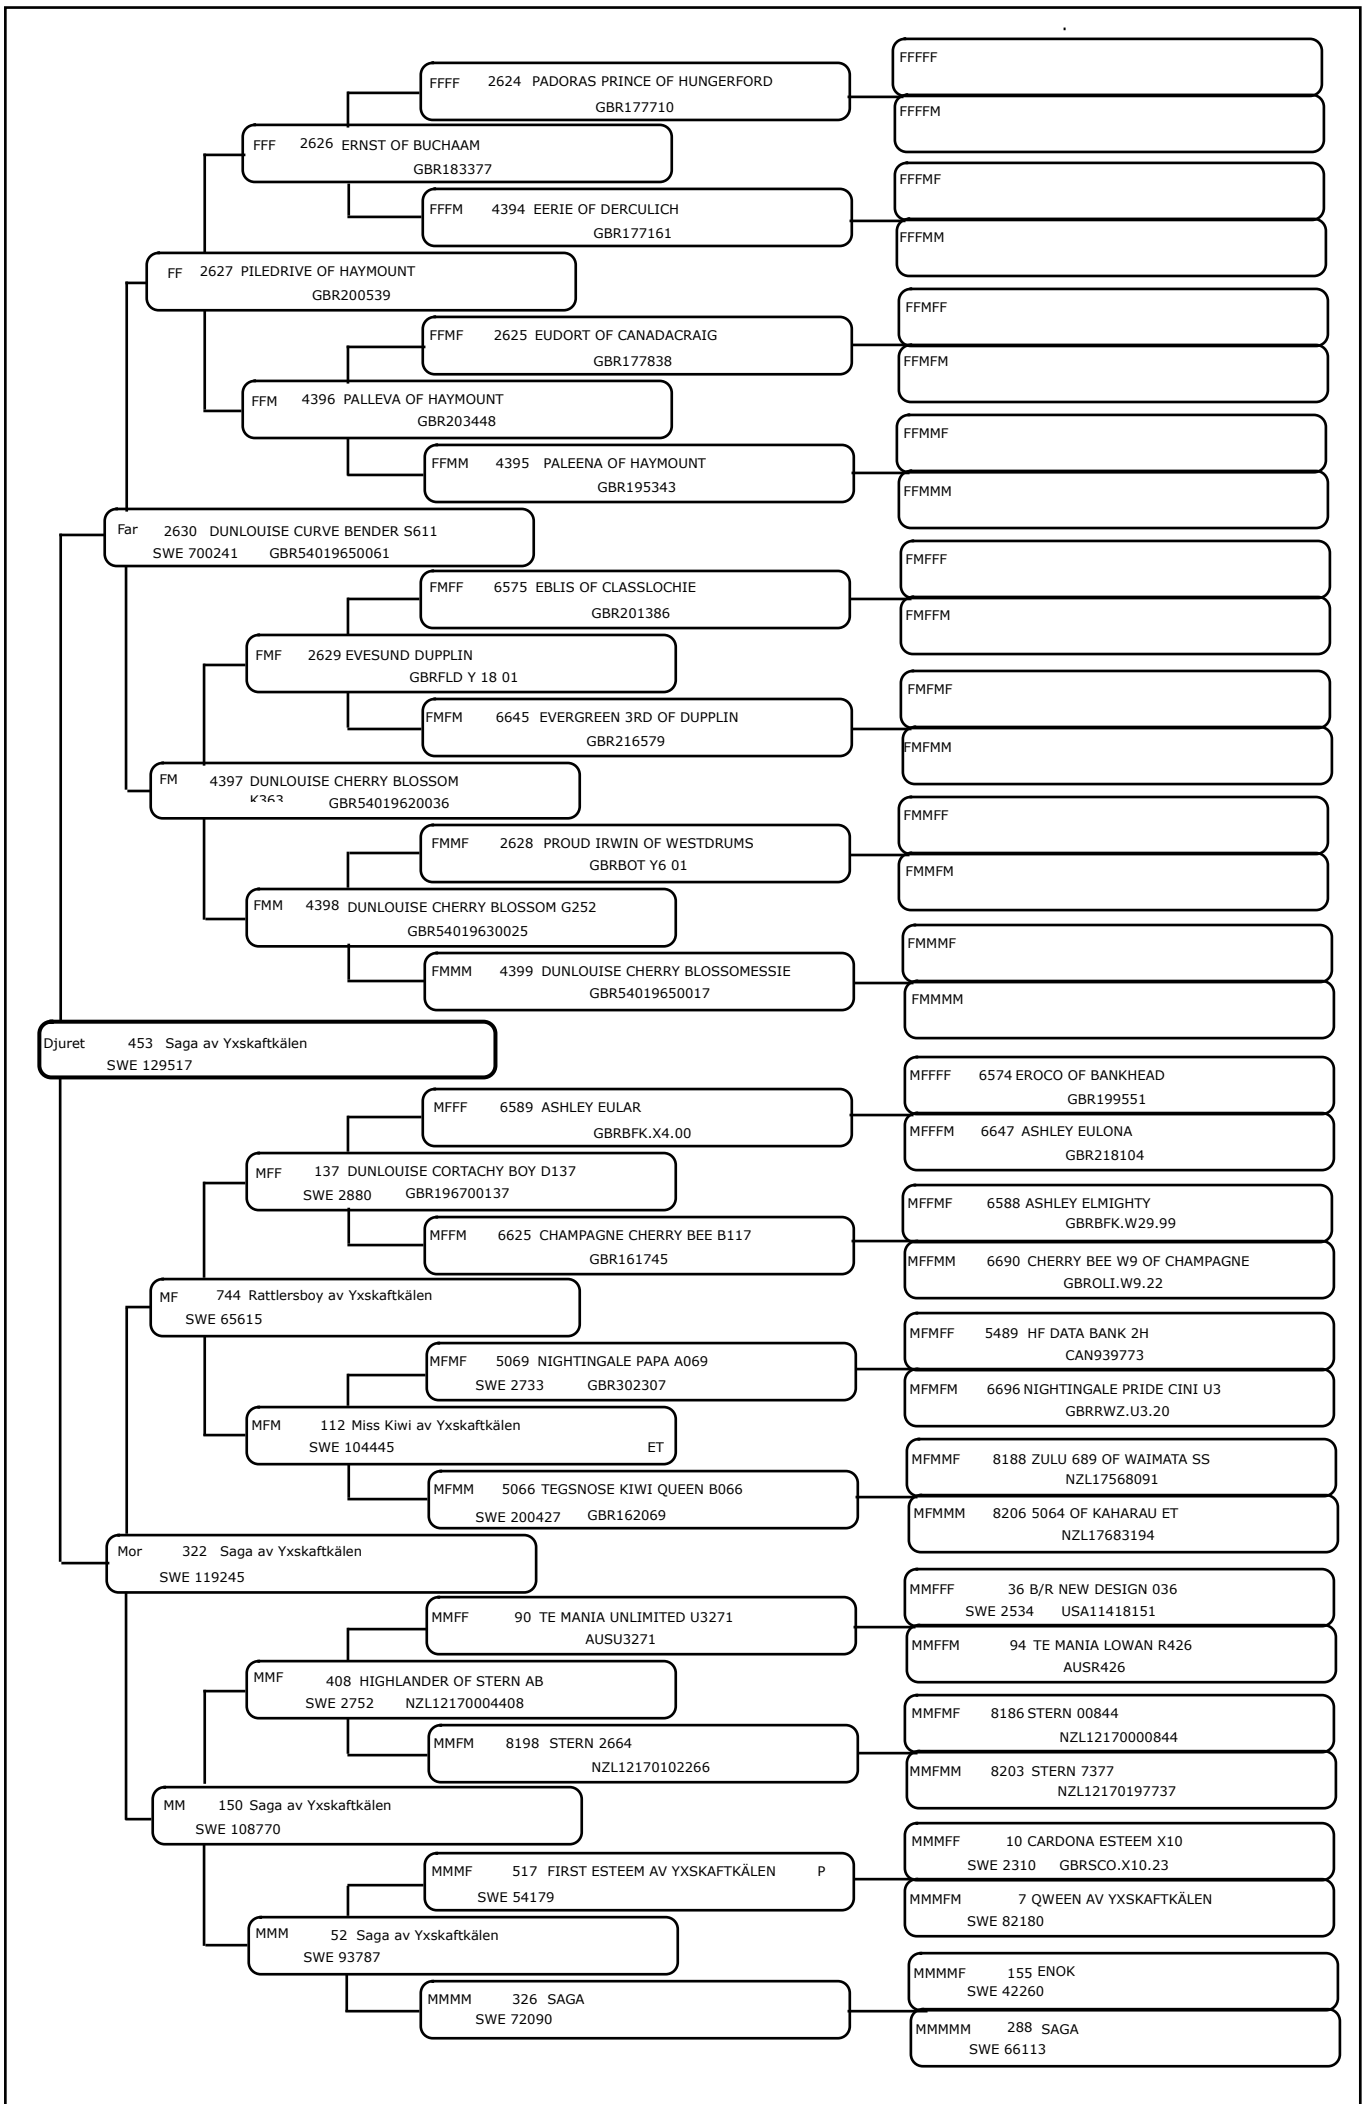 FFFFF
FFFF 2624 PADORAS PRINCE OF HUNGERFORD
GBR177710
FFFFM
FFF 2626 ERNST OF BUCHAAM
GBR183377
FFFMF
FFFM 4394 EERIE OF DERCULICH
GBR177161
FFFMM
FF 2627 PILEDRIVE OF HAYMOUNT
GBR200539
FFMFF
FFMF 2625 EUDORT OF CANADACRAIG
GBR177838
FFMFM
FFM 4396 PALLEVA OF HAYMOUNT
GBR203448
FFMMF
FFMM 4395 PALEENA OF HAYMOUNT
GBR195343
FFMMM
Far 2630 DUNLOUISE CURVE BENDER S611
SWE 700241 GBR54019650061
FMFFF
FMFF 6575 EBLIS OF CLASSLOCHIE
GBR201386
FMFFM
FMF 2629 EVESUND DUPPLIN
GBRFLD Y 18 01
FMFMF
FMFM 6645 EVERGREEN 3RD OF DUPPLIN
GBR216579
FMFMM
FM 4397 DUNLOUISE CHERRY BLOSSOM
K363 GBR54019620036
FMMFF
FMMF 2628 PROUD IRWIN OF WESTDRUMS
GBRBOT Y6 01
FMMFM
FMM 4398 DUNLOUISE CHERRY BLOSSOM G252
GBR54019630025
FMMMF
FMMM 4399 DUNLOUISE CHERRY BLOSSOMESSIE
GBR54019650017
FMMMM
Djuret 453 Saga av Yxskaftkälen
SWE 129517
MFFFF 6574 EROCO OF BANKHEAD
GBR199551
MFFF 6589 ASHLEY EULAR
GBRBFK.X4.00
MFFFM 6647 ASHLEY EULONA
GBR218104
MFF 137 DUNLOUISE CORTACHY BOY D137
SWE 2880 GBR196700137
MFFMF 6588 ASHLEY ELMIGHTY
GBRBFK.W29.99
MFFM 6625 CHAMPAGNE CHERRY BEE B117
GBR161745
MFFMM 6690 CHERRY BEE W9 OF CHAMPAGNE
GBROLI.W9.22
MF 744 Rattlersboy av Yxskaftkälen
SWE 65615
MFMFF 5489 HF DATA BANK 2H
CAN939773
MFMF 5069 NIGHTINGALE PAPA A069
SWE 2733 GBR302307
MFMFM 6696 NIGHTINGALE PRIDE CINI U3
GBRRWZ.U3.20
MFM 112 Miss Kiwi av Yxskaftkälen
SWE 104445 ET
MFMMF 8188 ZULU 689 OF WAIMATA SS
NZL17568091
MFMM 5066 TEGSNOSE KIWI QUEEN B066
SWE 200427 GBR162069
MFMMM 8206 5064 OF KAHARAU ET
NZL17683194
Mor 322 Saga av Yxskaftkälen
SWE 119245
MMFFF 36 B/R NEW DESIGN 036
SWE 2534 USA11418151
MMFF 90 TE MANIA UNLIMITED U3271
AUSU3271
MMFFM 94 TE MANIA LOWAN R426
AUSR426
MMF 408 HIGHLANDER OF STERN AB
SWE 2752 NZL12170004408
MMFMF 8186 STERN 00844
NZL12170000844
MMFM 8198 STERN 2664
NZL12170102266
MMFMM 8203 STERN 7377
NZL12170197737
MM 150 Saga av Yxskaftkälen
SWE 108770
MMMFF 10 CARDONA ESTEEM X10
SWE 2310 GBRSCO.X10.23
MMMF 517 FIRST ESTEEM AV YXSKAFTKÄLEN P
SWE 54179
MMMFM 7 QWEEN AV YXSKAFTKÄLEN
SWE 82180
MMM 52 Saga av Yxskaftkälen
SWE 93787
MMMMF 155 ENOK
SWE 42260
MMMM 326 SAGA
SWE 72090
MMMMM 288 SAGA
SWE 66113